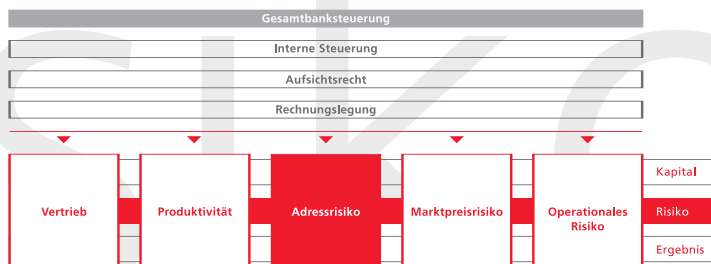 Gesamtbanksteuerung
Interne Steuerung
Aufsichtsrecht
Rechnungslegung
Kapital
Vertrieb
Produktivität
Adressrisiko
Marktpreisrisiko
Operationales
Risiko
Risiko
Ergebnis